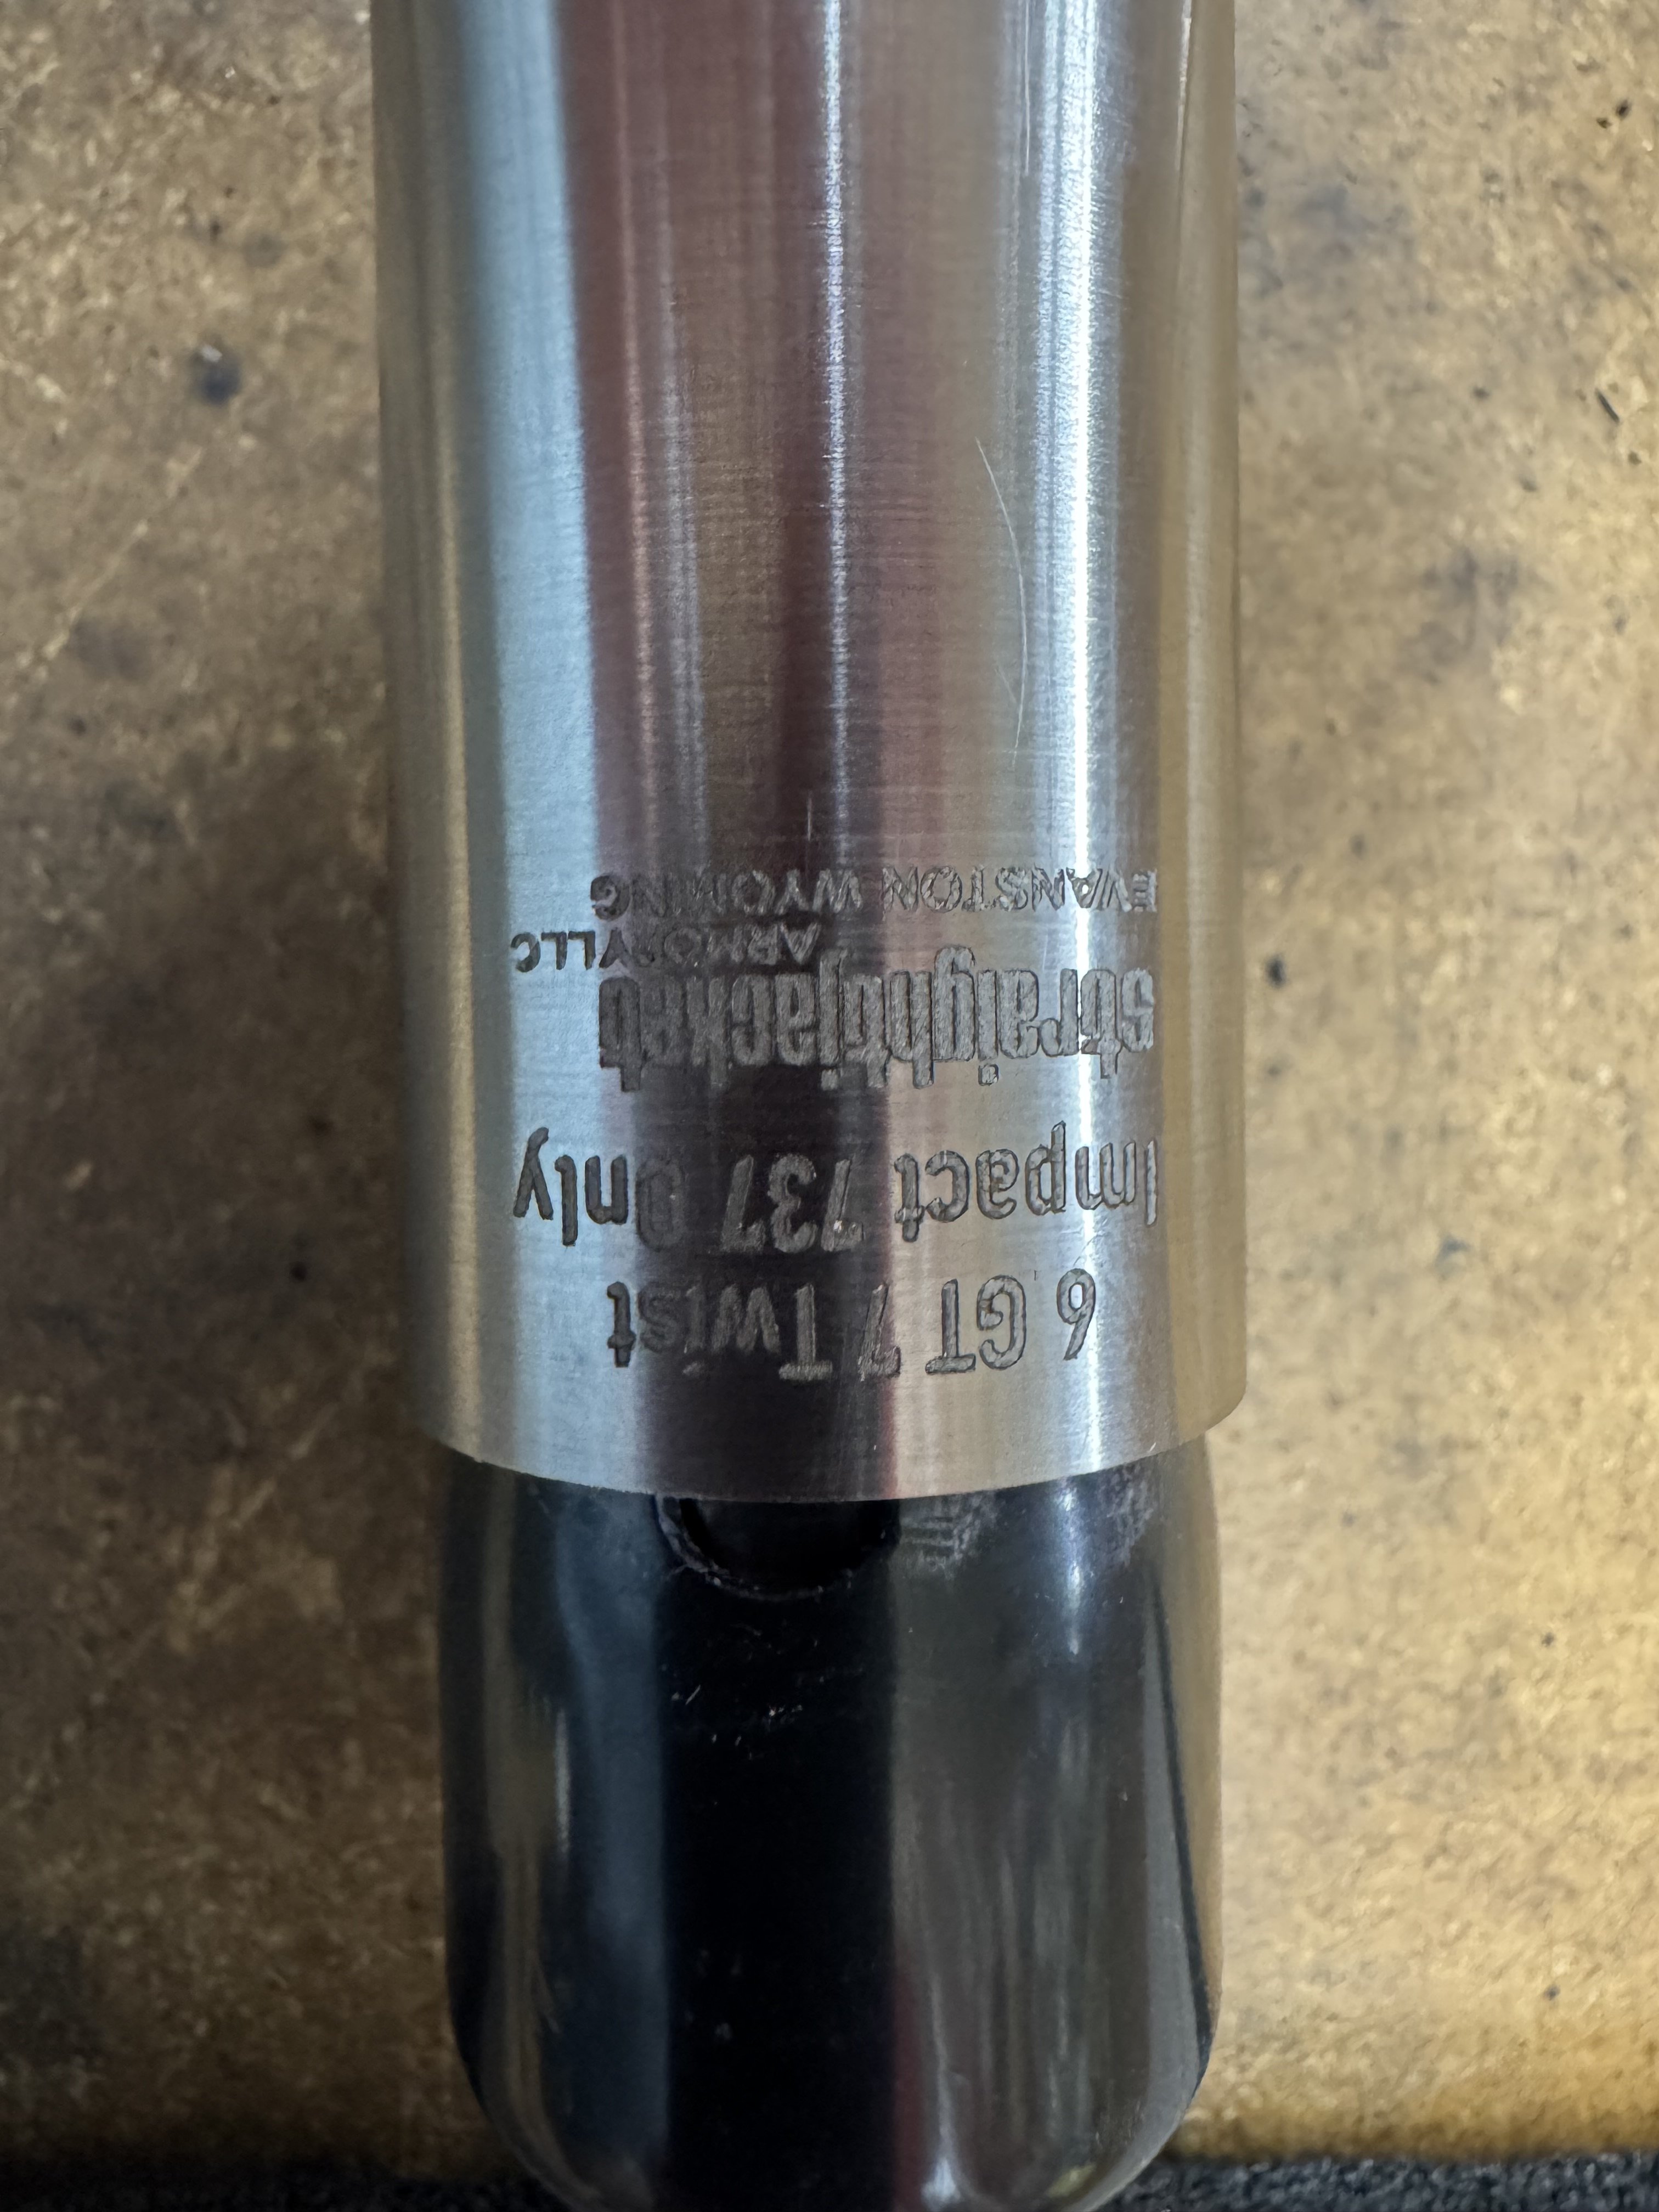 6 GT 7 Twist
Impact 737 Only
straightjacket
ARMORY LLC
EVANSTON WYOMING